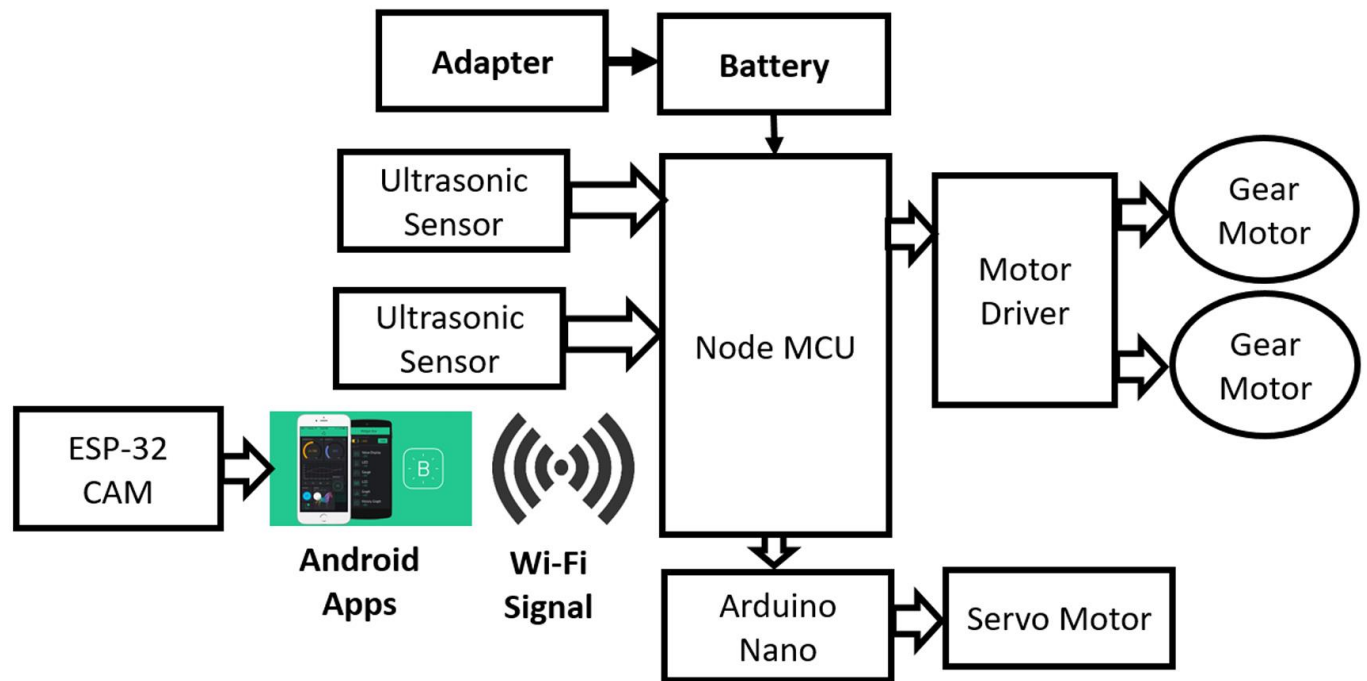 Adapter
Battery
Ultrasonic
Sensor
Ultrasonic
Sensor
Node MCU
Motor
Driver
Gear
Motor
Gear
Motor
ESP-32
CAM
B
Android
Apps
Wi-Fi
Signal
Arduino
Nano
Servo Motor